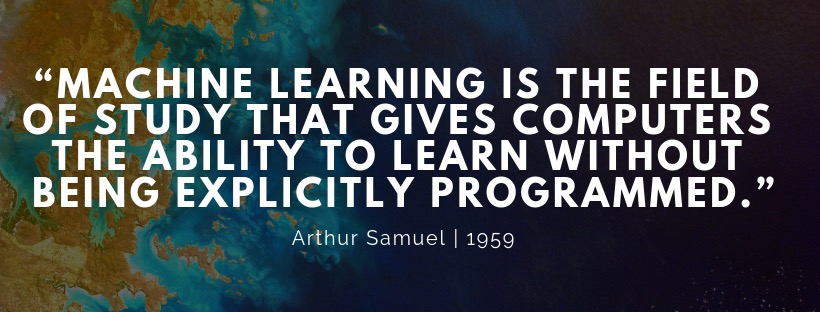 “MACHINE LEARNING IS THE FIELD
OF STUDY THAT GIVES COMPUTERS
THE ABILITY TO LEARN WITHOUT
BEING EXPLICITLY PROGRAMMED.”
Arthur Samuel | 1959